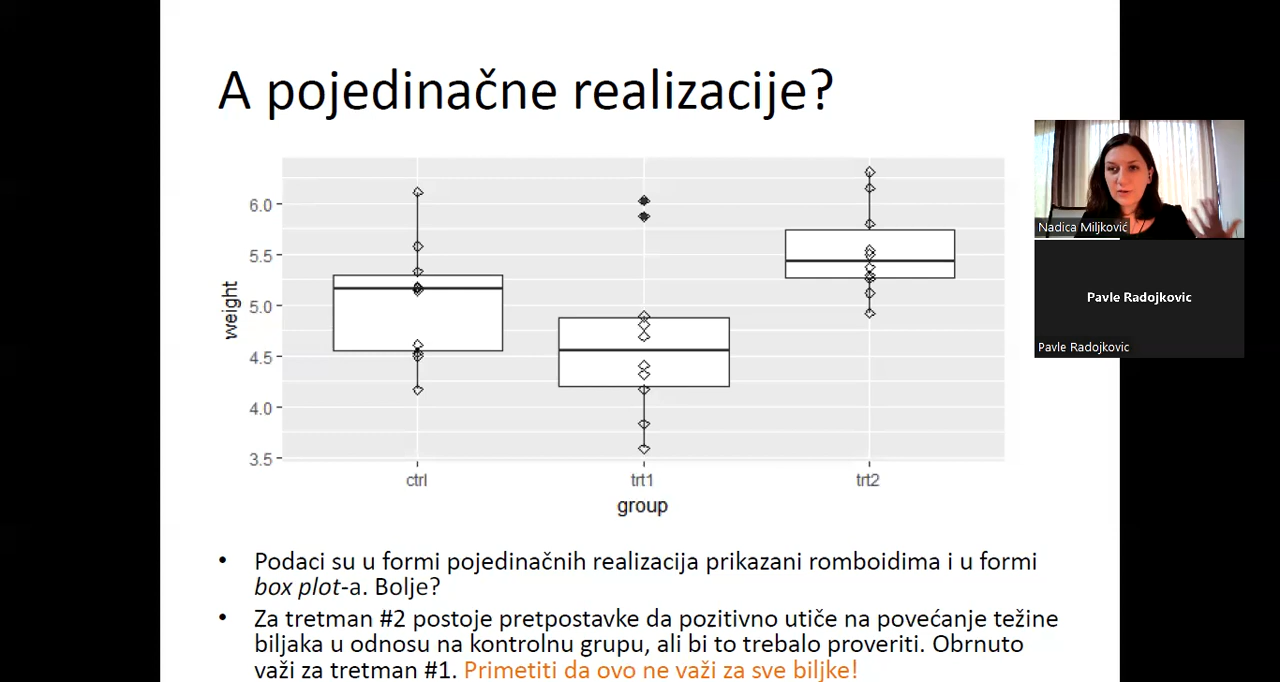 A pojedinačne realizacije?
6.0
5.5
5.0
4.5
4.0
3.5
weight
ctrl
trt1
trt2
group
Nadica Miljković
Pavle Radojkovic
Pavle Radojkovic
• Podaci su u formi pojedinačnih realizacija prikazani romboidima i u formi
box plot-a. Bolje?
• Za tretman #2 postoje pretpostavke da pozitivno utiče na povećanje težine
biljaka u odnosu na kontrolnu grupu, ali bi to trebalo proveriti. Obrnuto
važi za tretman #1. Primetiti da ovo ne važi za sve biljke!